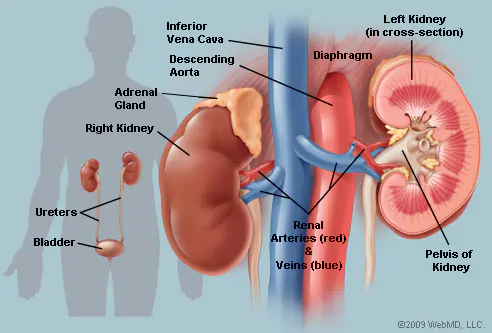 Inferior
Vena Cava
Descending
Aorta
Adrenal
Gland
Right Kidney
Diaphragm
Left Kidney
(in cross-section)
Ureters
Bladder
Renal
Arteries (red)
&
Veins (blue)
Pelvis of
Kidney
©2009 WebMD, LLC.